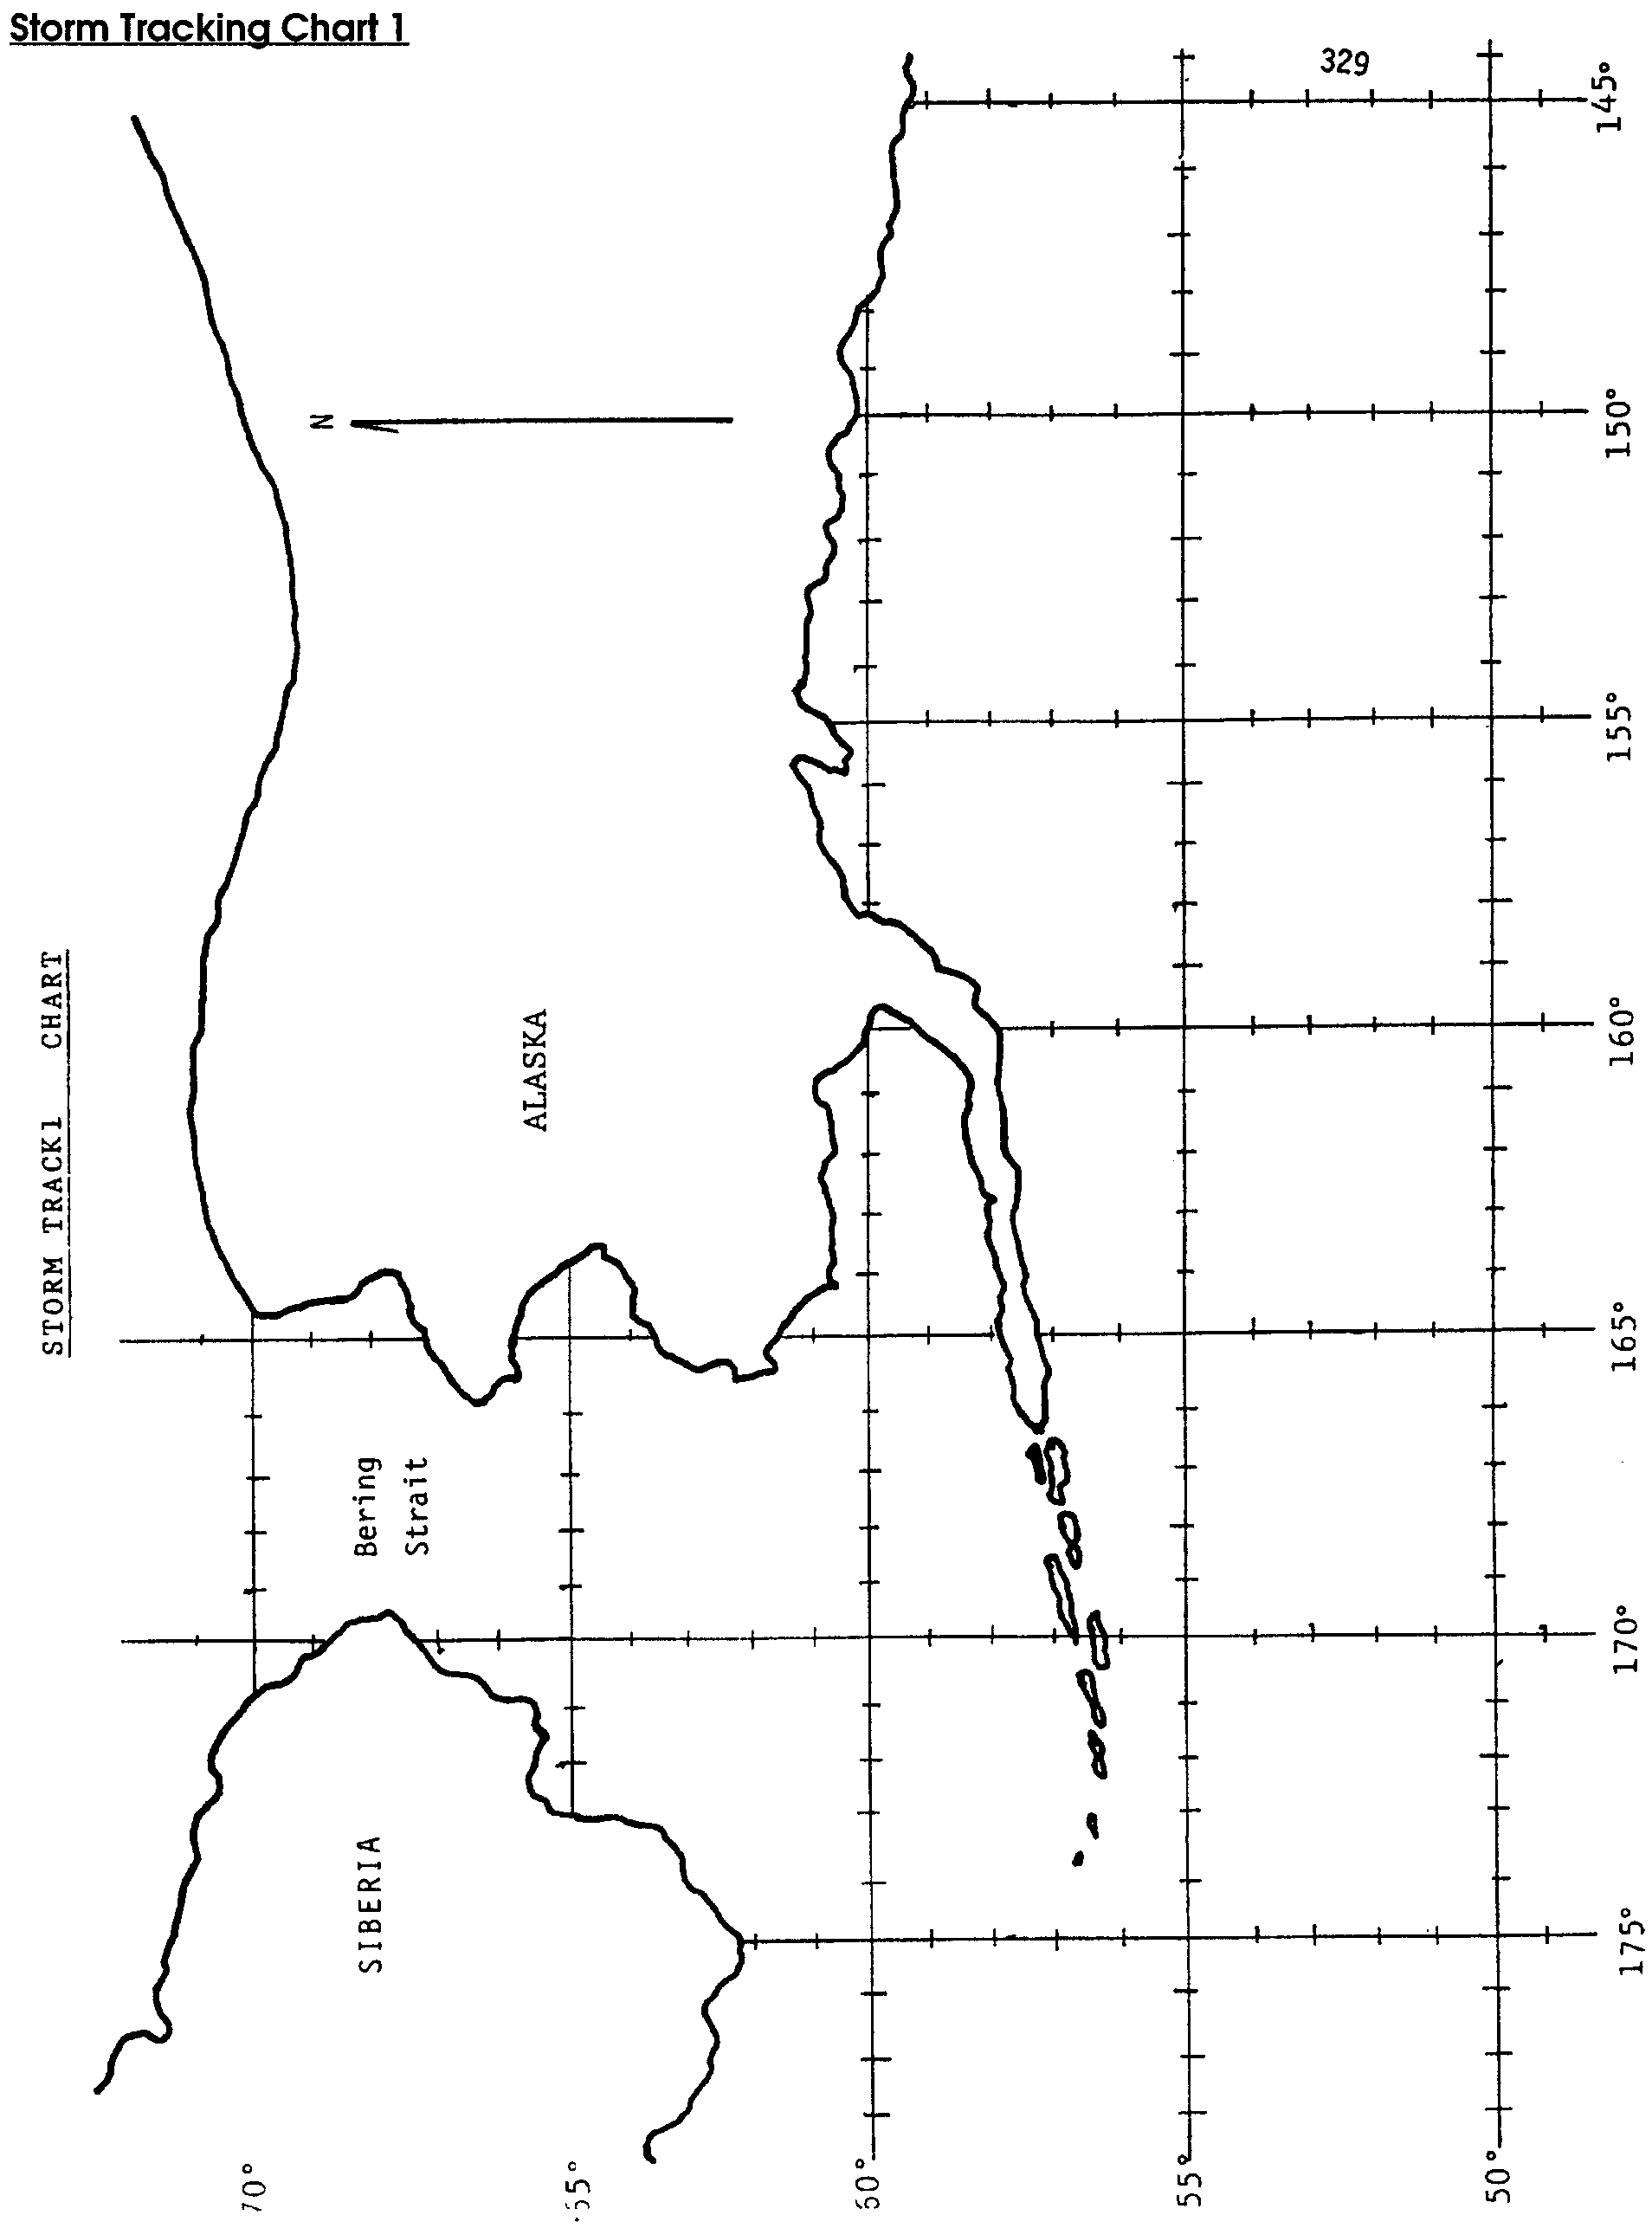 Storm Tracking Chart 1
329
STORM TRACK1 CHART
N
ALASKA
Bering
Strait
SIBERIA
70°
65°
60°
55°
50°
175°
170°
165°
160°
155°
150°
145°